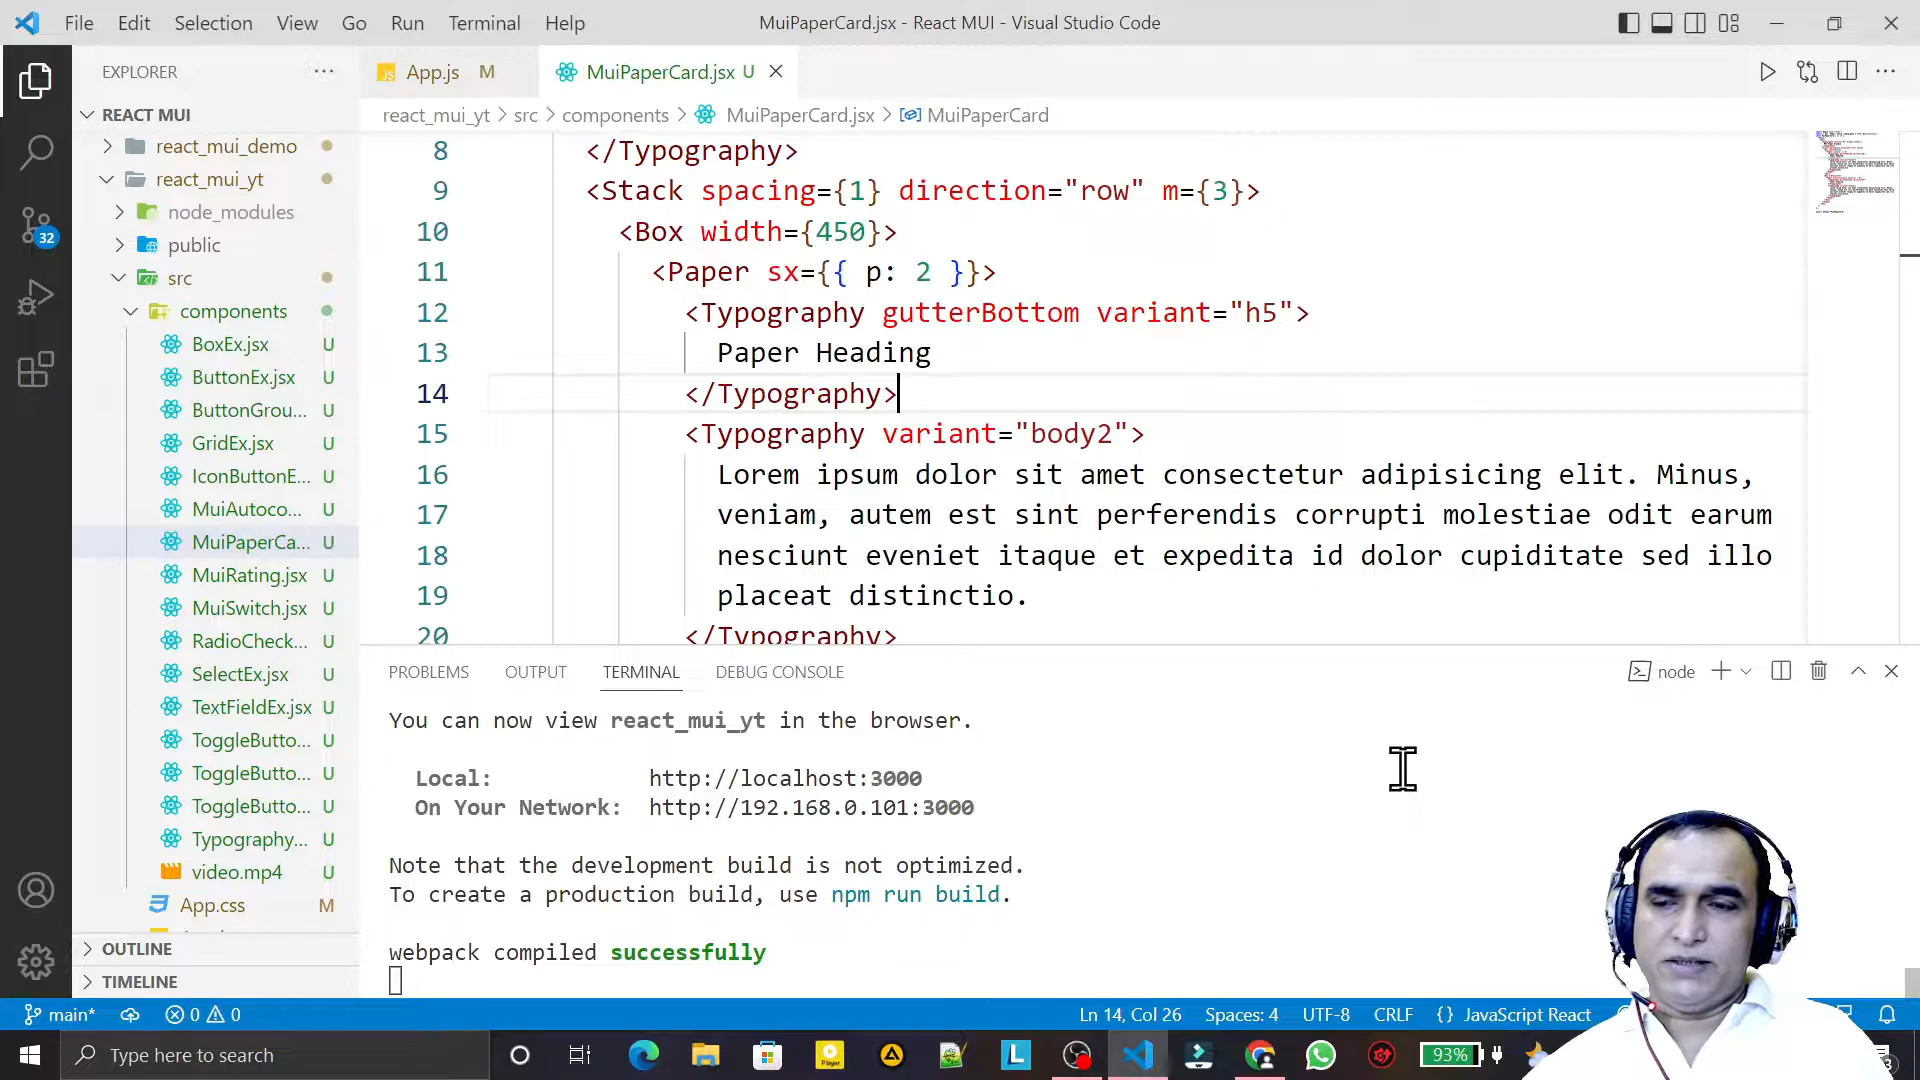 File Edit Selection View Go Run Terminal Help
MuiPaperCard.jsx - React MUI - Visual Studio Code
EXPLORER
App.js M
MuiPaperCard.jsx U
REACT MUI
react_mui_yt > src > components > MuiPaperCard.jsx > MuiPaperCard
react_mui_demo
react_mui_yt
node_modules
public
src
components
BoxEx.jsx U
ButtonEx.jsx U
ButtonGrou... U
GridEx.jsx U
IconButtonE... U
MuiAutoco... U
MuiPaperCa... U
MuiRating.jsx U
MuiSwitch.jsx U
RadioCheck... U
SelectEx.jsx U
TextFieldEx.jsx U
ToggleButto... U
ToggleButto... U
ToggleButto... U
Typography... U
video.mp4 U
App.css M
OUTLINE
TIMELINE
32
8 </Typography>
9 <Stack spacing={1} direction="row" m={3}>
10 <Box width={450}>
11 <Paper sx={{ p: 2 }}>
12 <Typography gutterBottom variant="h5">
13 Paper Heading
14 </Typography>
15 <Typography variant="body2">
16 Lorem ipsum dolor sit amet consectetur adipisicing elit. Minus,
17 veniam, autem est sint perferendis corrupti molestiae odit earum
18 nesciunt eveniet itaque et expedita id dolor cupiditate sed illo
19 placeat distinctio.
20 </Typography>
PROBLEMS OUTPUT TERMINAL DEBUG CONSOLE
node
You can now view react_mui_yt in the browser.
Local: http://localhost:3000
On Your Network: http://192.168.0.101:3000
Note that the development build is not optimized.
To create a production build, use npm run build.
webpack compiled successfully
main* 0 0
Ln 14, Col 26 Spaces: 4 UTF-8 CRLF {} JavaScript React
Type here to search
Player
L
93%